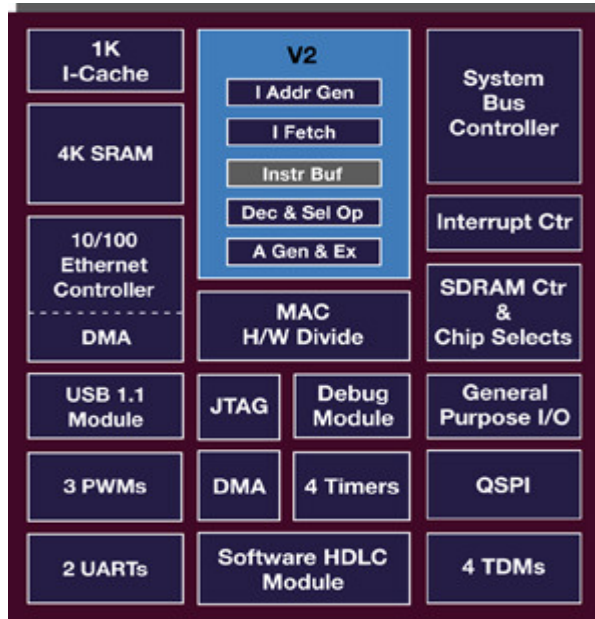 1K
I-Cache
4K SRAM
10/100
Ethernet
Controller
DMA
USB 1.1
Module
3 PWMs
2 UARTs
V2
I Addr Gen
I Fetch
Instr Buf
Dec & Sel Op
A Gen & Ex
MAC
H/W Divide
JTAG
Debug
Module
DMA
4 Timers
Software HDLC
Module
System
Bus
Controller
Interrupt Ctr
SDRAM Ctr
&
Chip Selects
General
Purpose I/O
QSPI
4 TDMs